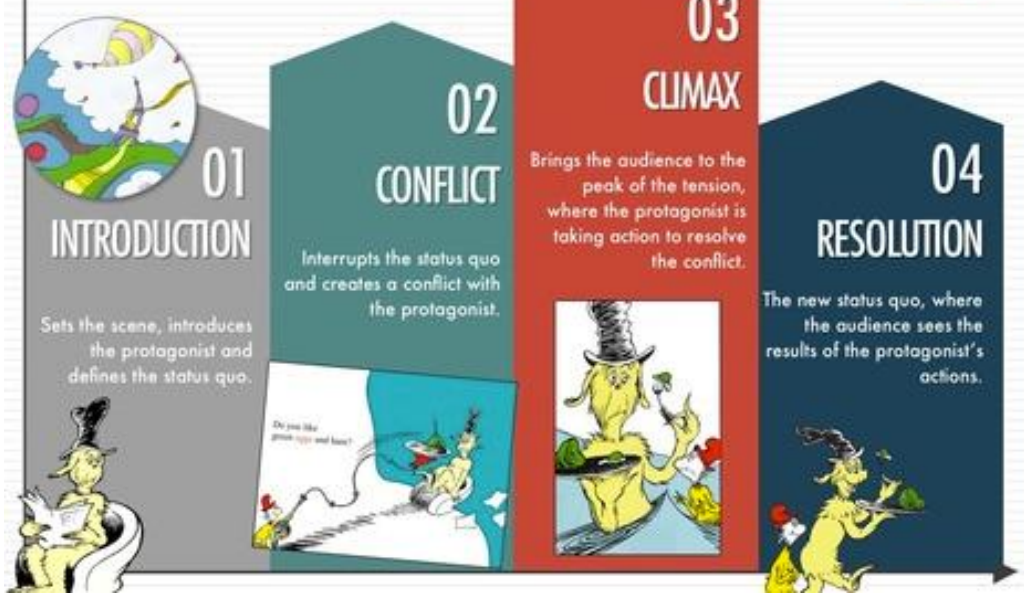 01
INTRODUCTION
Sets the scene, introduces
the protagonist and
defines the status quo.
02
CONFLICT
Interrupts the status quo
and creates a conflict with
the protagonist.
Do you like
green eggs and ham?
03
CLIMAX
Brings the audience to the
peak of the tension,
where the protagonist is
taking action to resolve
the conflict.
04
RESOLUTION
The new status quo, where
the audience sees the
results of the protagonist's
actions.